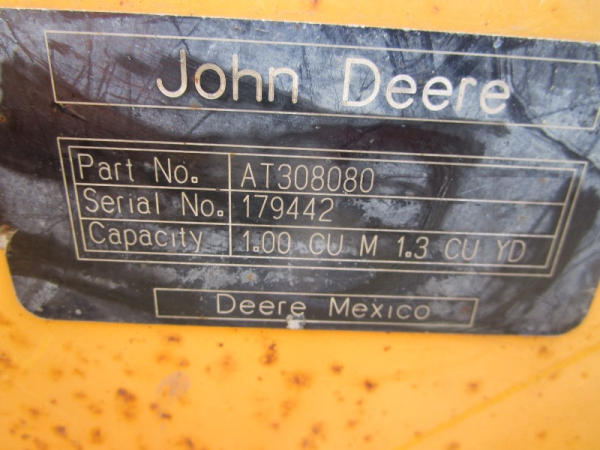 John Deere
Part No. AT308080
Serial No. 179442
Capacity 1.00 CU M 1.3 CU YD
Deere Mexico